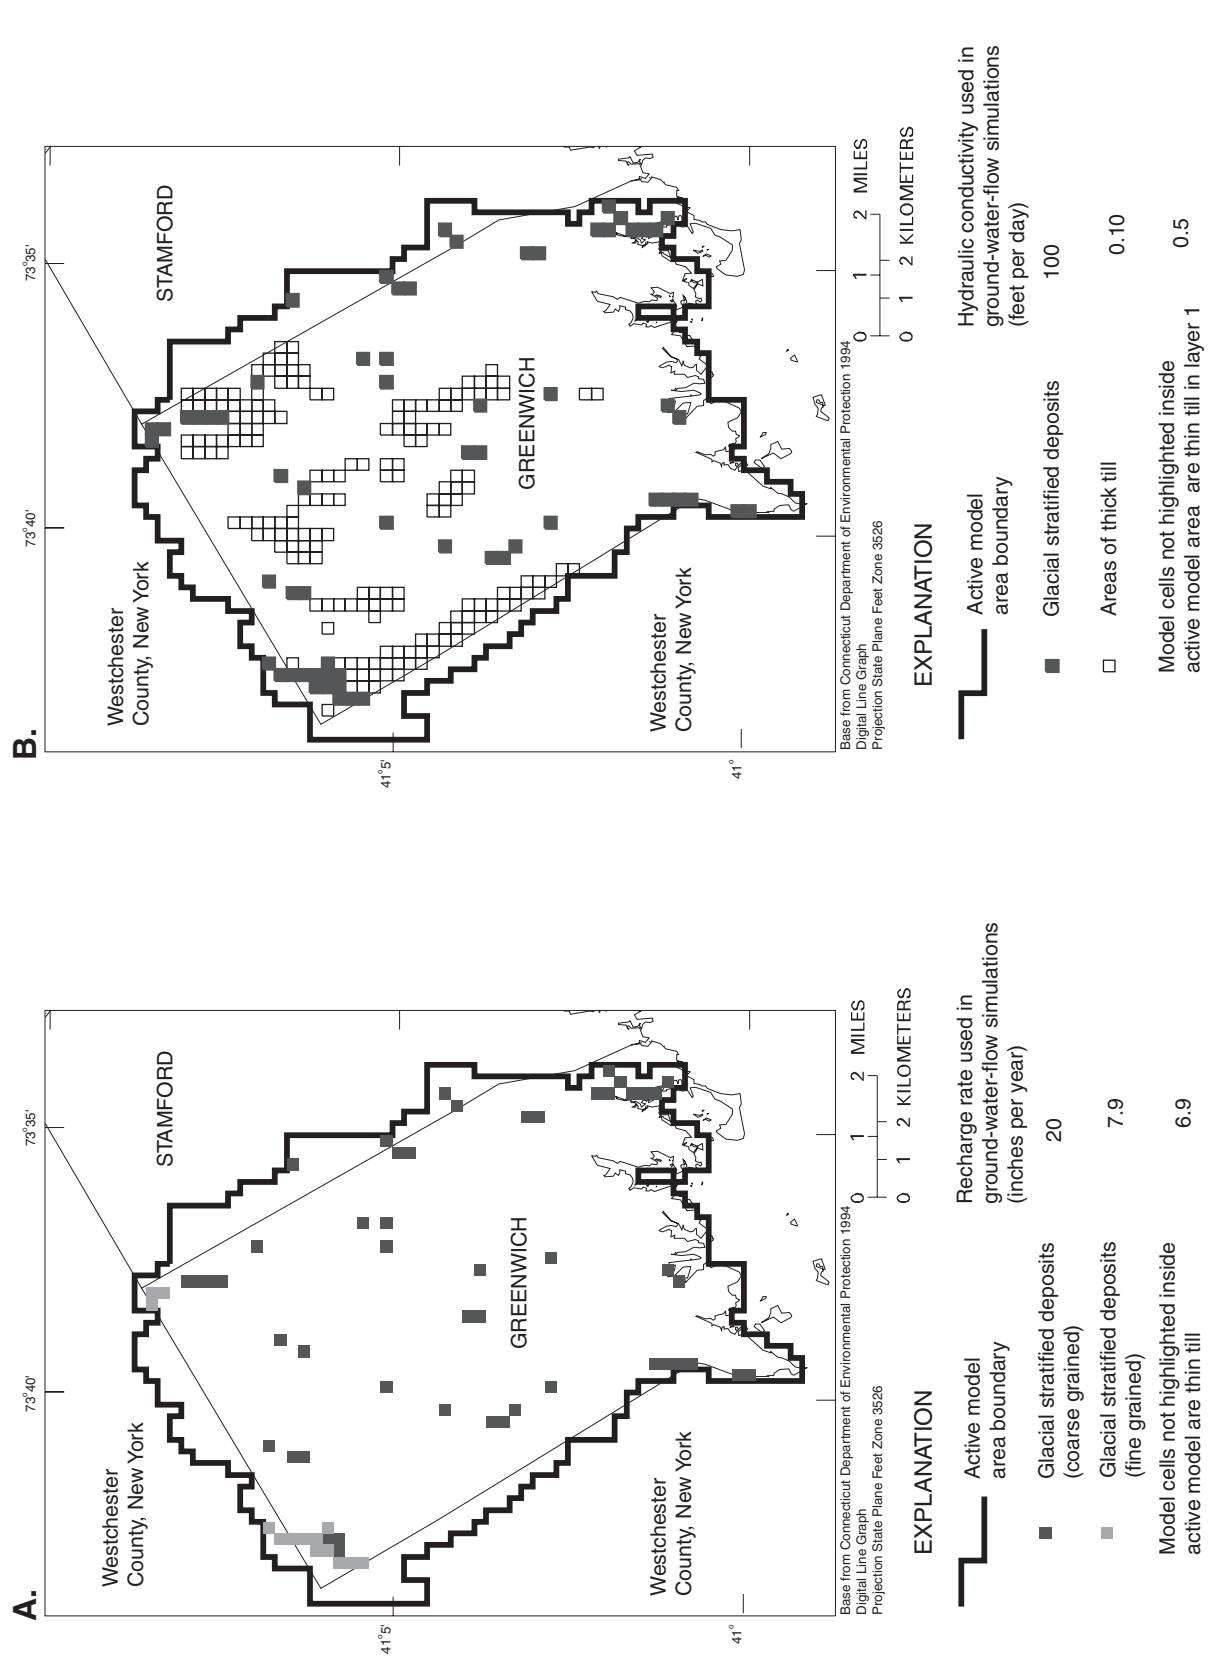 A.
73°40'
73°35'
Westchester
County, New York
STAMFORD
41°5'
GREENWICH
Westchester
County, New York
41°
Base from Connecticut Department of Environmental Protection 1994
Digital Line Graph
Projection State Plane Feet Zone 3526
0 1 2 MILES
0 1 2 KILOMETERS
EXPLANATION
Recharge rate used in
ground-water-flow simulations
(inches per year)
Active model
area boundary
Glacial stratified deposits
(coarse grained)
20
Glacial stratified deposits
(fine grained)
7.9
Model cells not highlighted inside
active model are thin till
6.9
B.
73°40'
73°35'
Westchester
County, New York
STAMFORD
41°5'
GREENWICH
Westchester
County, New York
41°
Base from Connecticut Department of Environmental Protection 1994
Digital Line Graph
Projection State Plane Feet Zone 3526
0 1 2 MILES
0 1 2 KILOMETERS
EXPLANATION
Hydraulic conductivity used in
ground-water-flow simulations
(feet per day)
Active model
area boundary
Glacial stratified deposits
100
Areas of thick till
0.10
Model cells not highlighted inside
active model area are thin till in layer 1
0.5